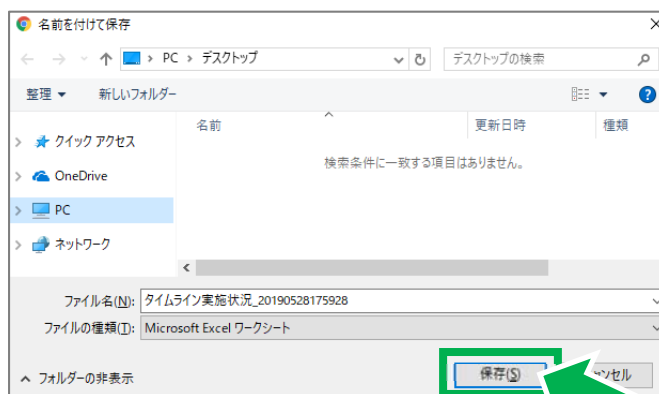 名前を付けて保存
PC › デスクトップ
デスクトップの検索
整理 新しいフォルダー
名前 更新日時 種類
クイック アクセス
検索条件に一致する項目はありません。
OneDrive
PC
ネットワーク
ファイル名(N): タイムライン実施状況_20190528175928
ファイルの種類(T): Microsoft Excel ワークシート
フォルダーの非表示
保存(S)
ンセル